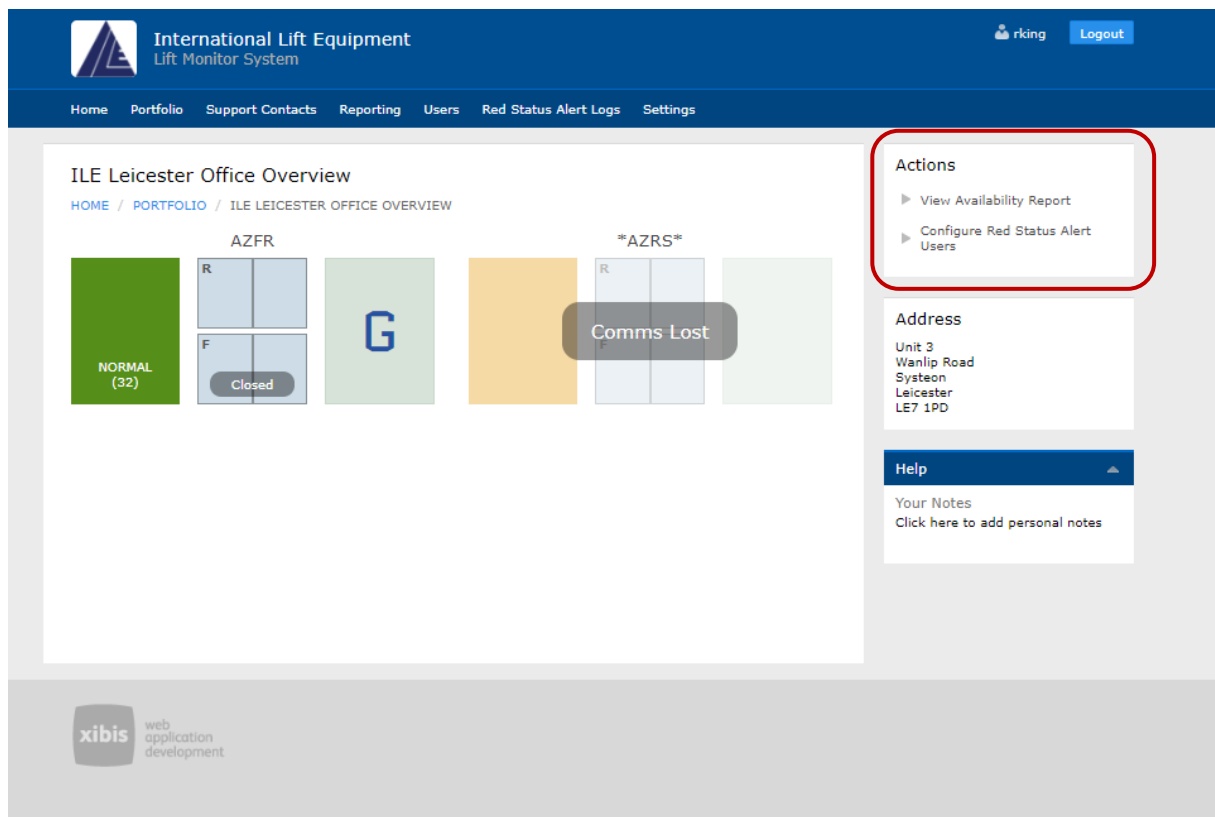 International Lift Equipment
Lift Monitor System
rking
Logout
Home Portfolio Support Contacts Reporting Users Red Status Alert Logs Settings
ILE Leicester Office Overview
HOME / PORTFOLIO / ILE LEICESTER OFFICE OVERVIEW
AZFR
*AZRS*
NORMAL
(32)
R
F
Closed
G
R
Comms Lost
F
Actions
View Availability Report
Configure Red Status Alert
Users
Address
Unit 3
Wanlip Road
Systeon
Leicester
LE7 1PD
Help
Your Notes
Click here to add personal notes
xibis
web
application
development